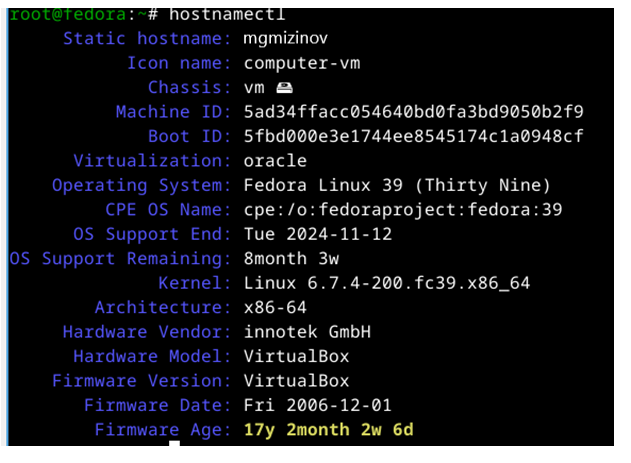 root@fedora:~# hostnamectl
Static hostname: mgmizinov
Icon name: computer-vm
Chassis: vm 🖴
Machine ID: 5ad34ffacc054640bd0fa3bd9050b2f9
Boot ID: 5fbd000e3e1744ee8545174c1a0948cf
Virtualization: oracle
Operating System: Fedora Linux 39 (Thirty Nine)
CPE OS Name: cpe:/o:fedoraproject:fedora:39
OS Support End: Tue 2024-11-12
OS Support Remaining: 8month 3w
Kernel: Linux 6.7.4-200.fc39.x86_64
Architecture: x86-64
Hardware Vendor: innotek GmbH
Hardware Model: VirtualBox
Firmware Version: VirtualBox
Firmware Date: Fri 2006-12-01
Firmware Age: 17y 2month 2w 6d